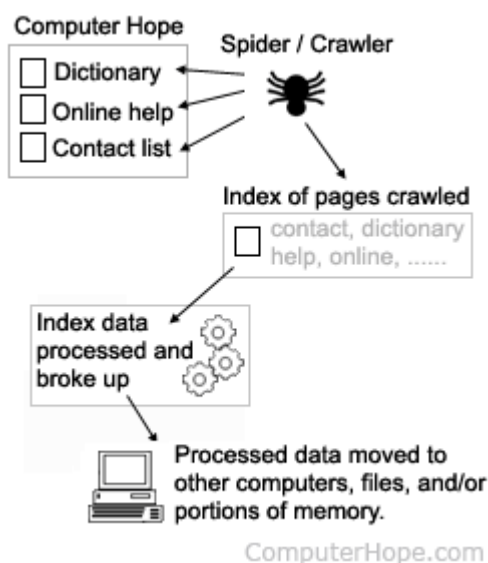 Computer Hope
Dictionary
Online help
Contact list
Spider / Crawler
Index of pages crawled
contact, dictionary
help, online, ......
Index data
processed and
broke up
Processed data moved to
other computers, files, and/or
portions of memory.
ComputerHope.com